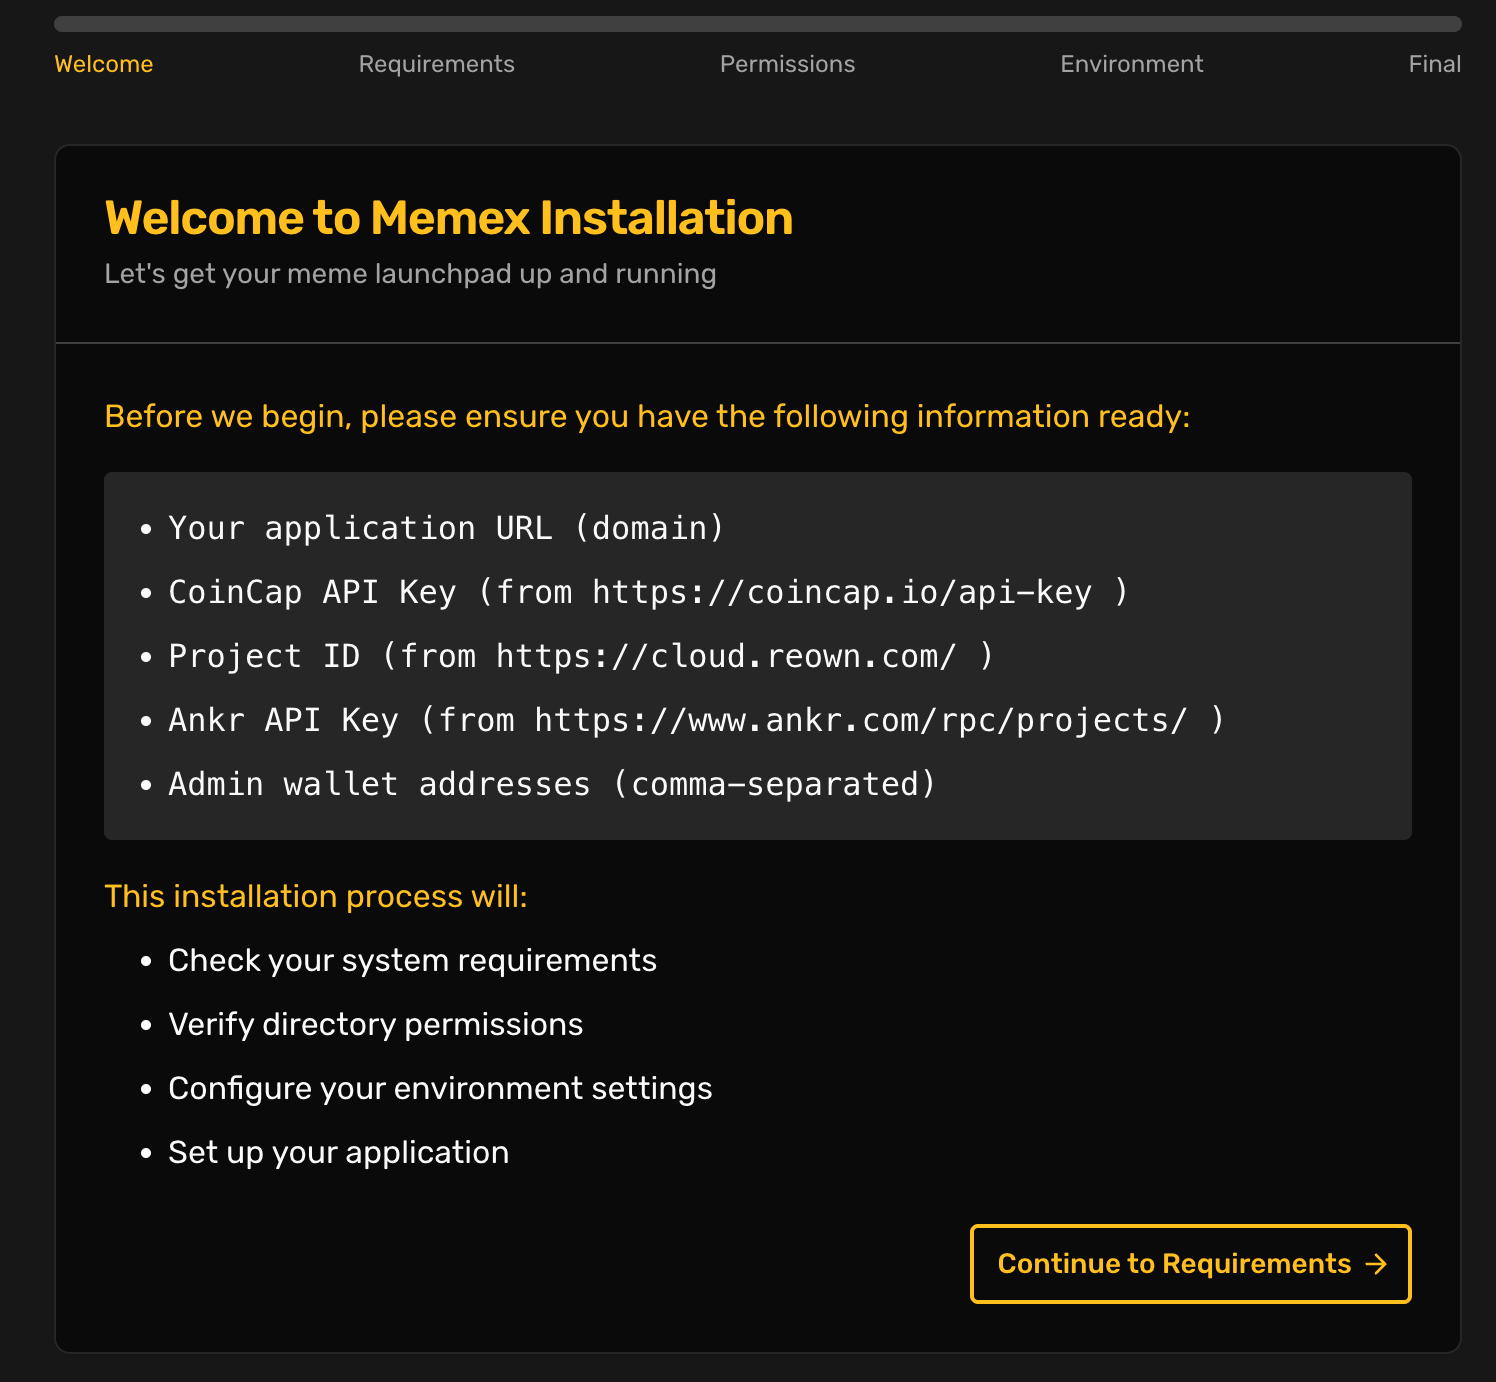 Welcome
Requirements
Permissions
Environment
Final
Welcome to Memex Installation
Let's get your meme launchpad up and running
Before we begin, please ensure you have the following information ready:
• Your application URL (domain)
• CoinCap API Key (from https://coincap.io/api-key )
• Project ID (from https://cloud.reown.com/ )
• Ankr API Key (from https://www.ankr.com/rpc/projects/ )
• Admin wallet addresses (comma-separated)
This installation process will:
• Check your system requirements
• Verify directory permissions
• Configure your environment settings
• Set up your application
Continue to Requirements →